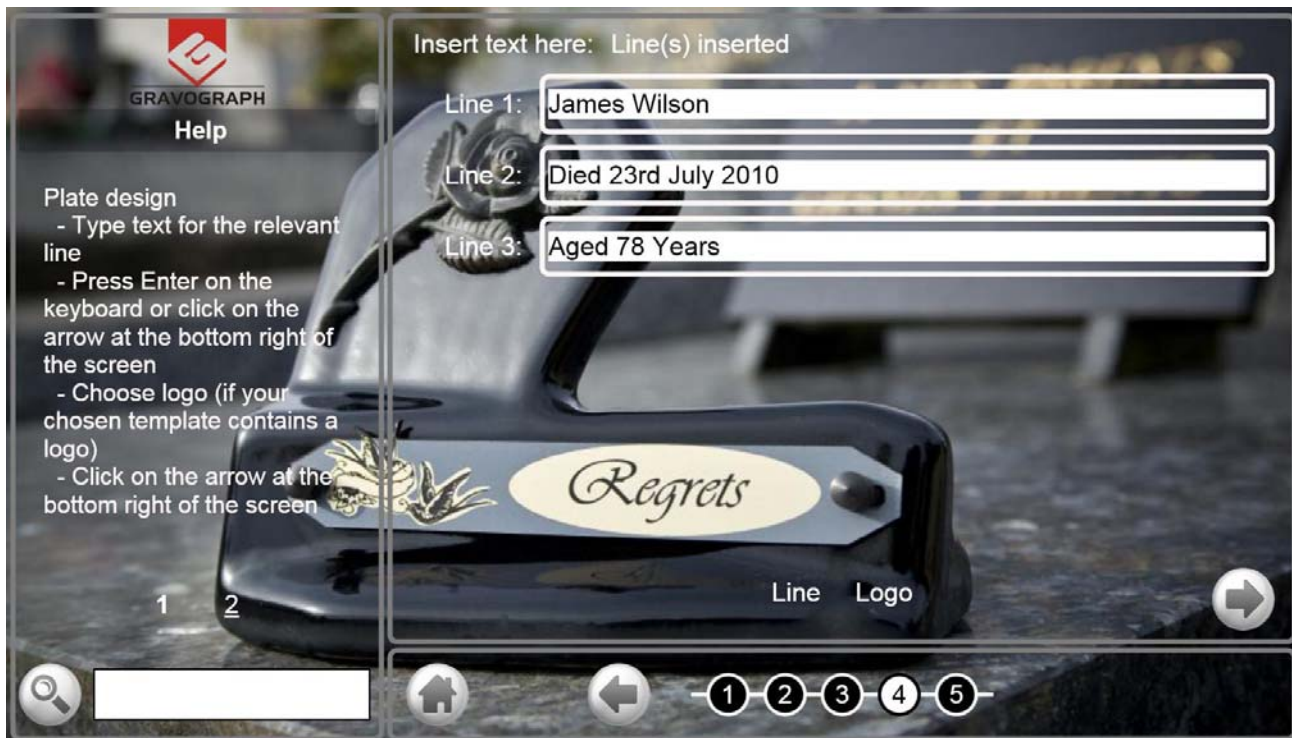 GRAVOGRAPH
Help
Plate design
- Type text for the relevant
line
- Press Enter on the
keyboard or click on the
arrow at the bottom right of
the screen
- Choose logo (if your
chosen template contains a
logo)
- Click on the arrow at the
bottom right of the screen
1 2
Insert text here: Line(s) inserted
Line 1: James Wilson
Line 2: Died 23rd July 2010
Line 3: Aged 78 Years
Regrets
Line Logo
1 2 3 4 5